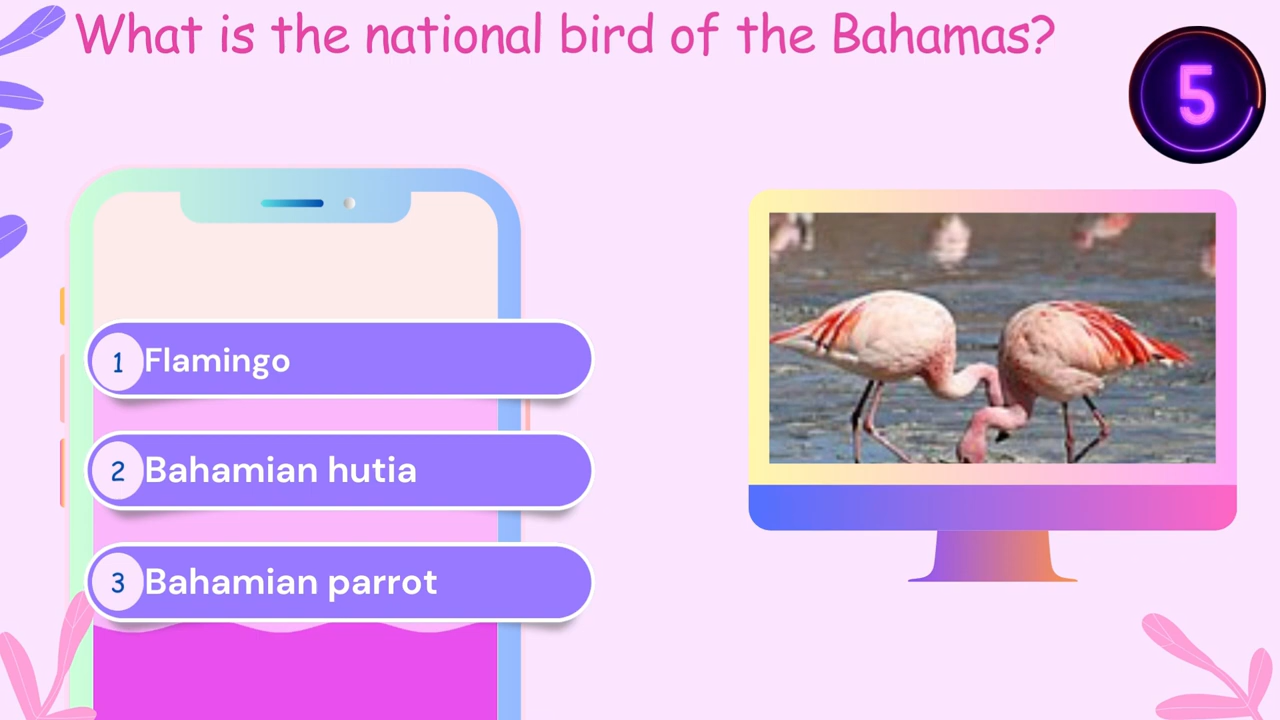 What is the national bird of the Bahamas?
5
1 Flamingo
2 Bahamian hutia
3 Bahamian parrot